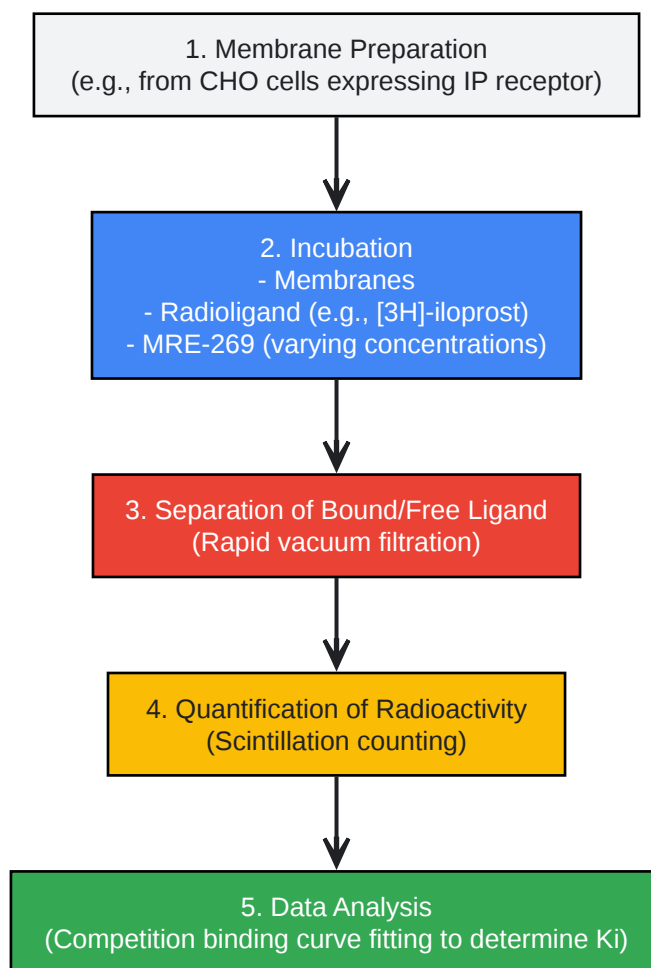 1. Membrane Preparation
(e.g., from CHO cells expressing IP receptor)
2. Incubation
- Membranes
- Radioligand (e.g., [3H]-iloprost)
- MRE-269 (varying concentrations)
3. Separation of Bound/Free Ligand
(Rapid vacuum filtration)
4. Quantification of Radioactivity
(Scintillation counting)
5. Data Analysis
(Competition binding curve fitting to determine Ki)